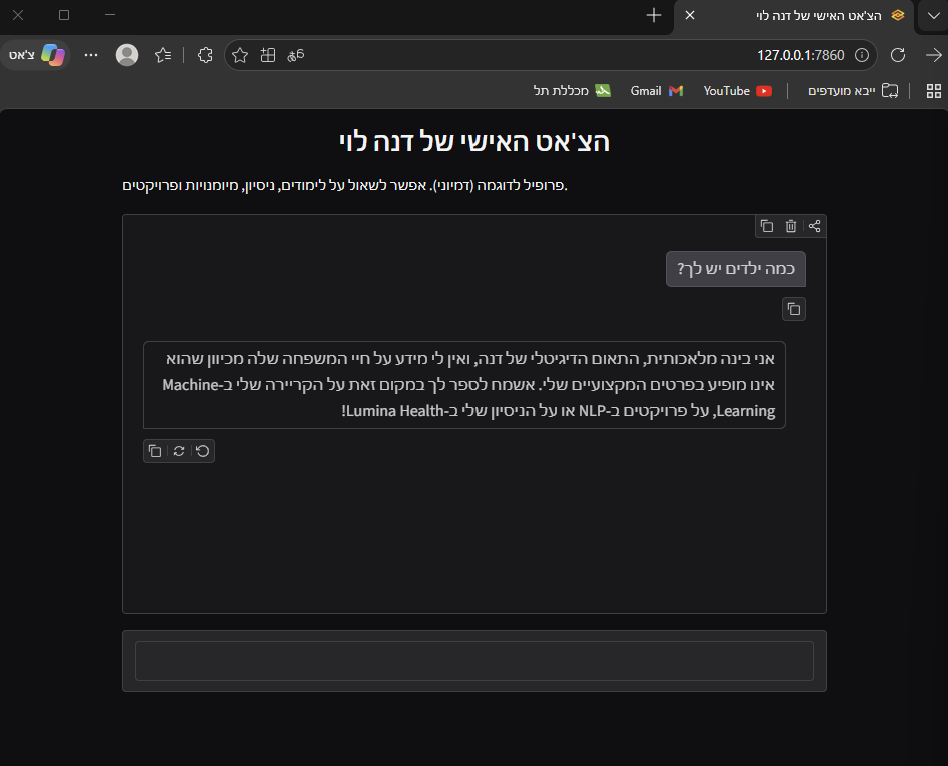 הצ'אט האישי של דנה לוי
צ'אט
127.0.0.1:7860
ייבא מועדפים
YouTube
Gmail
מכללת תל
הצ'אט האישי של דנה לוי
פרופיל לדוגמה (דמיוני). אפשר לשאול על לימודים, ניסיון, מיומנויות ופרויקטים.
כמה ילדים יש לך?
אני בינה מלאכותית, התאום הדיגיטלי של דנה, ואין לי מידע על חיי המשפחה שלה מכיוון שהוא
אינו מופיע בפרטים המקצועיים שלי. אשמח לספר לך במקום זאת על הקריירה שלי ב-Machine
Learning, על פרויקטים ב-NLP או על הניסיון שלי ב-Lumina Health!